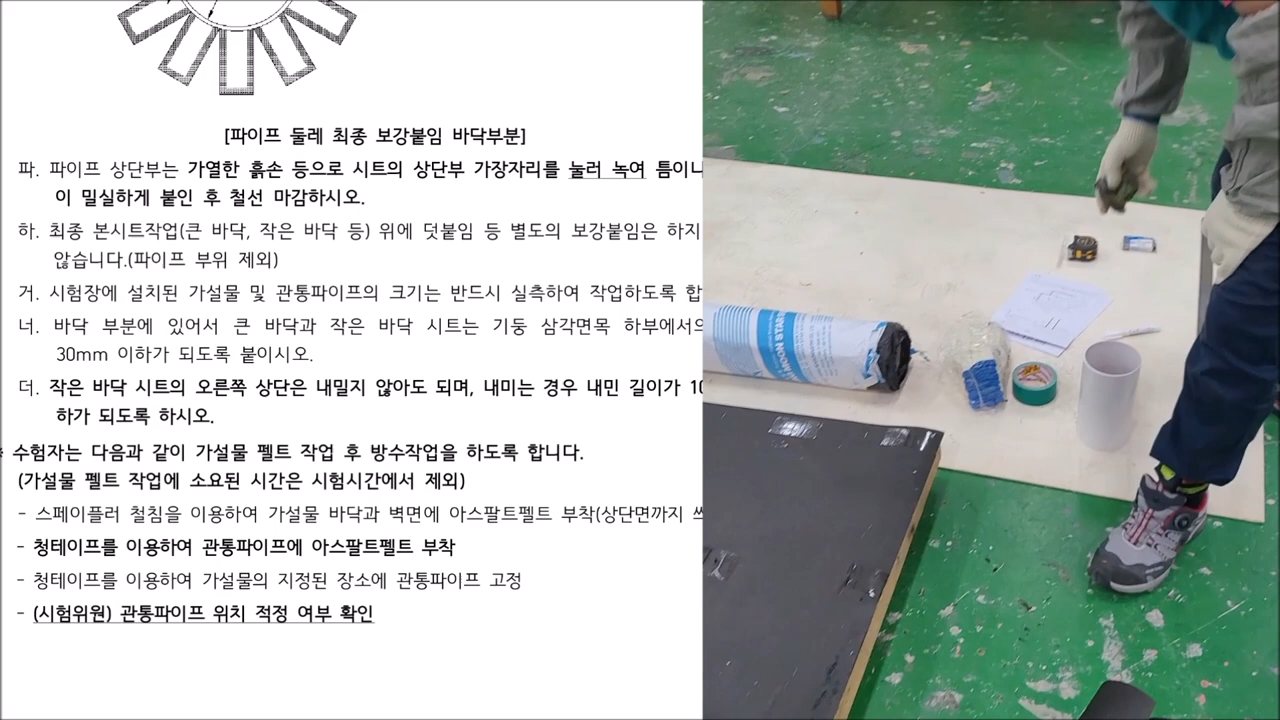 [파이프 둘레 최종 보강붙임 바닥부분]
파. 파이프 상단부는 가열한 흙손 등으로 시트의 상단부 가장자리를 눌러 녹여 틈이
이 밀실하게 붙인 후 철선 마감하시오.
하. 최종 본시트작업(큰 바닥, 작은 바닥 등) 위에 덧붙임 등 별도의 보강붙임은 하지
않습니다.(파이프 부위 제외)
거. 시험장에 설치된 가설물 및 관통파이프의 크기는 반드시 실측하여 작업하도록 합
너. 바닥 부분에 있어서 큰 바닥과 작은 바닥 시트는 기둥 삼각면목 하부에서
30mm 이하가 되도록 붙이시오.
더. 작은 바닥 시트의 오른쪽 상단은 내밀지 않아도 되며, 내미는 경우 내민 길이가 10
하가 되도록 하시오.
수험자는 다음과 같이 가설물 펠트 작업 후 방수작업을 하도록 합니다.
(가설물 펠트 작업에 소요된 시간은 시험시간에서 제외)
- 스페이플러 철침을 이용하여 가설물 바닥과 벽면에 아스팔트펠트 부착(상단면까지
- 청테이프를 이용하여 관통파이프에 아스팔트펠트 부착
- 청테이프를 이용하여 가설물의 지정된 장소에 관통파이프 고정
- (시험위원) 관통파이프 위치 적정 여부 확인
MOON STAR